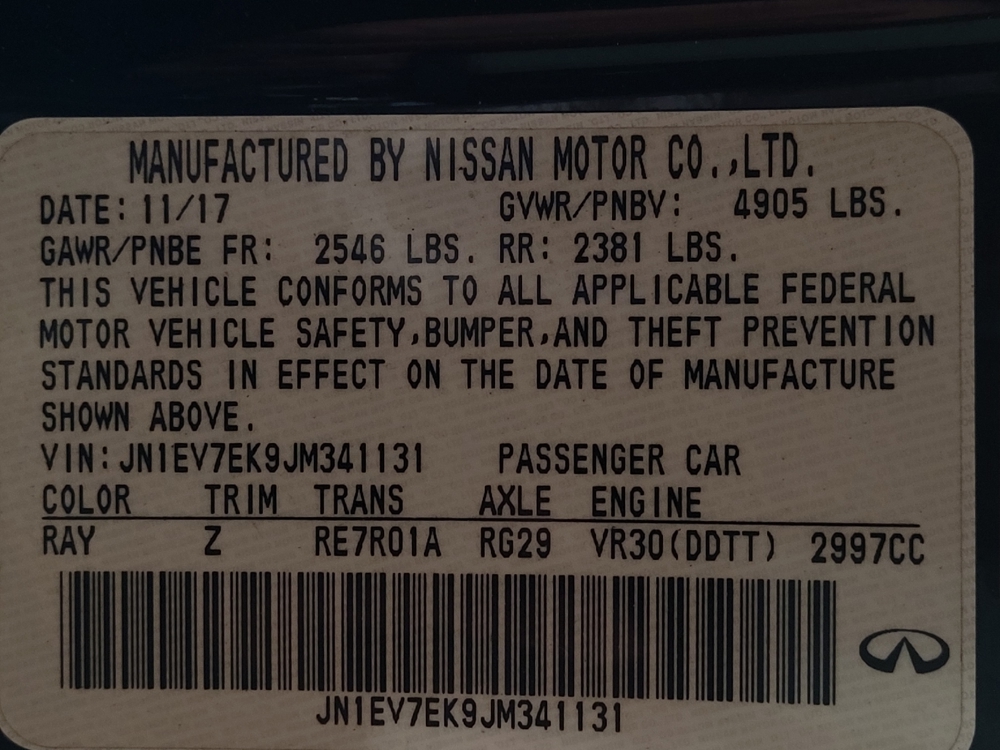 MANUFACTURED BY NISSAN MOTOR CO.,LTD.
DATE: 11/17 GVWR/PNBV: 4905 LBS.
GAWR/PNBE FR: 2546 LBS. RR: 2381 LBS.
THIS VEHICLE CONFORMS TO ALL APPLICABLE FEDERAL
MOTOR VEHICLE SAFETY,BUMPER,AND THEFT PREVENTION
STANDARDS IN EFFECT ON THE DATE OF MANUFACTURE
SHOWN ABOVE.
VIN: JN1EV7EK9JM341131 PASSENGER CAR
COLOR TRIM TRANS AXLE ENGINE
RAY Z RE7R01A RG29 VR30(DDTT) 2997CC
JN1EV7EK9JM341131